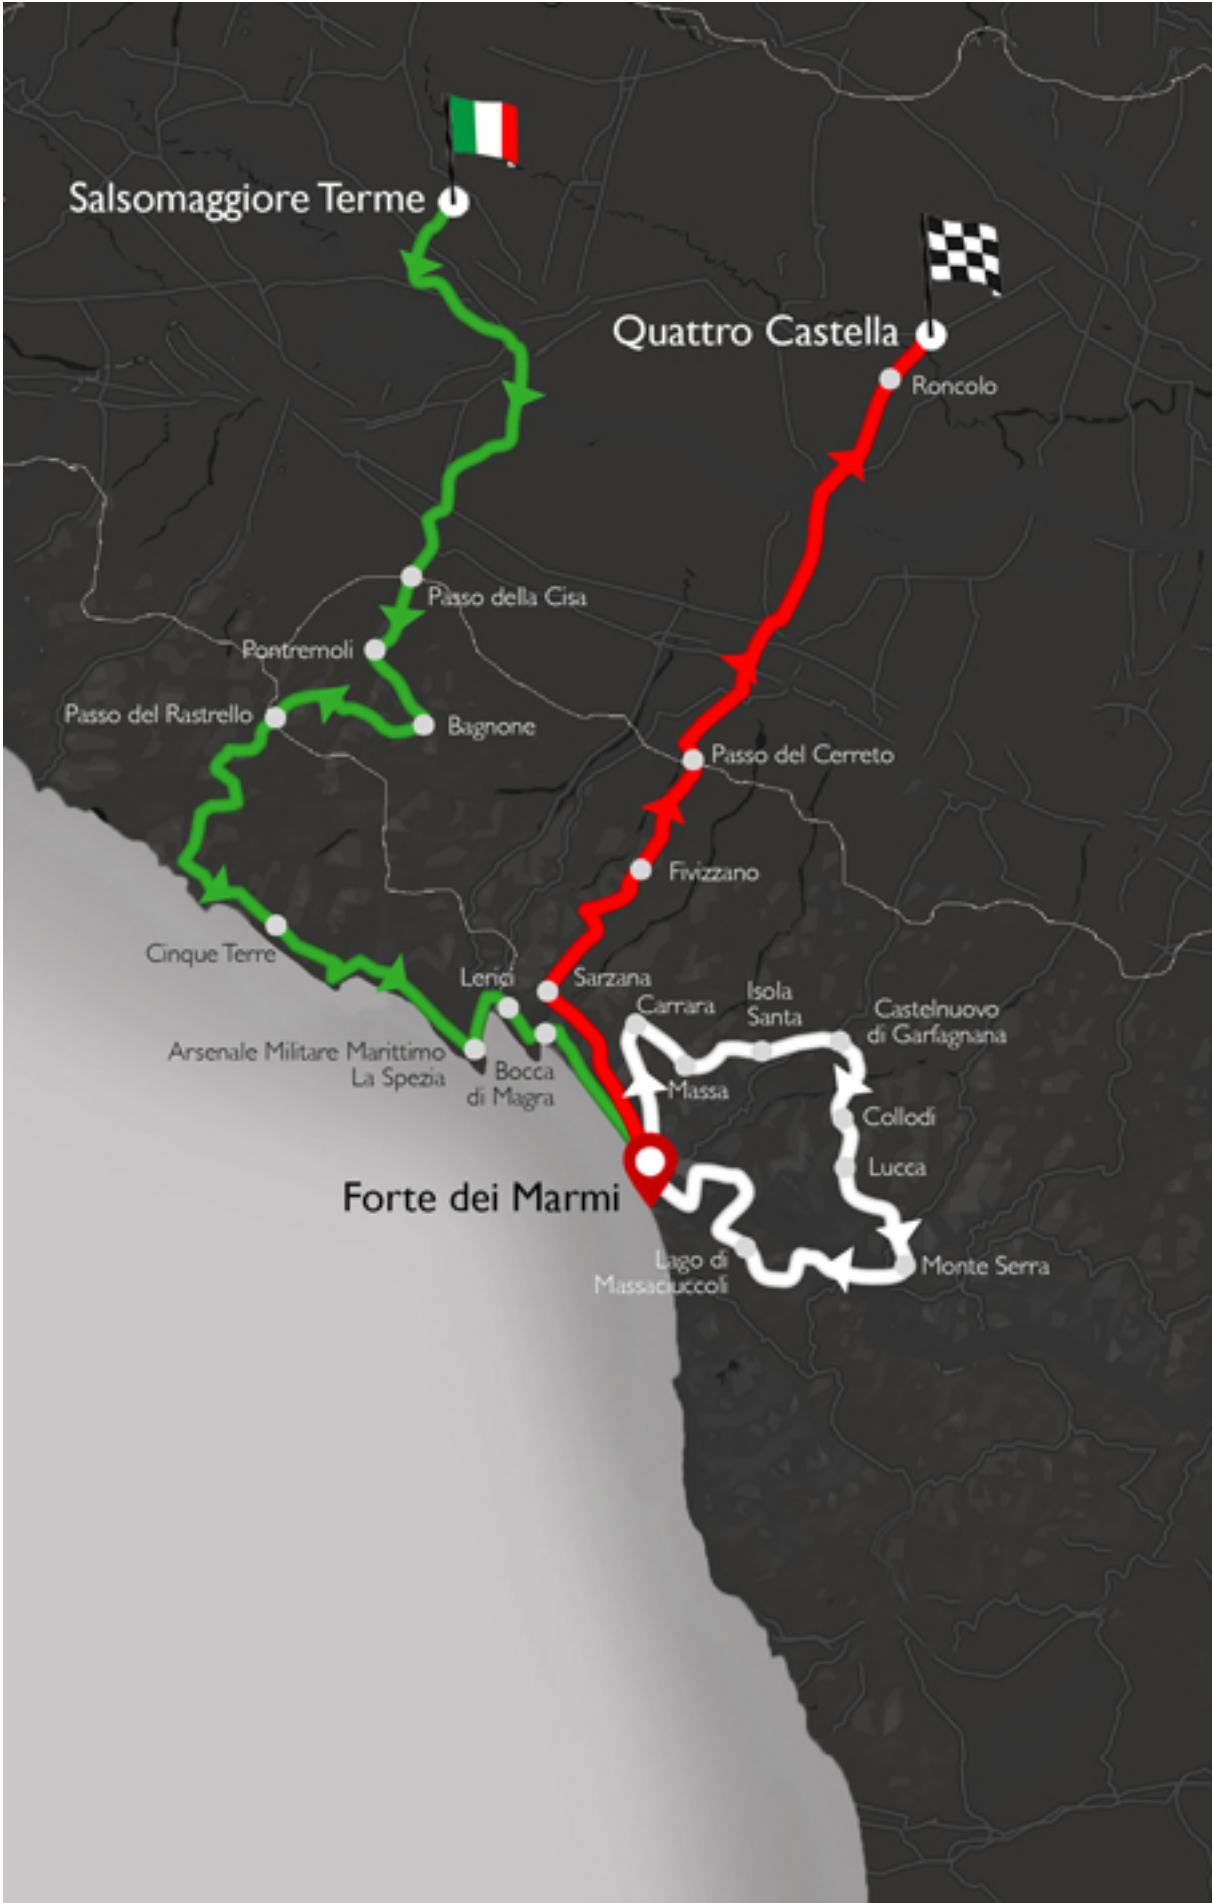 Salsomaggiore Terme
Quattro Castella
Roncolo
Passo della Cisa
Pontremoli
Passo del Rastrello
Bagnone
Passo del Cerreto
Fivizzano
Cinque Terre
Lerici
Sarzana
Carrara
Isola
Santa
Castelnuovo
di Garfagnana
Arsenale Militare Marittimo
La Spezia
Bocca
di Magra
Massa
Collodi
Lucca
Forte dei Marmi
Lago di
Massaciuccoli
Monte Serra